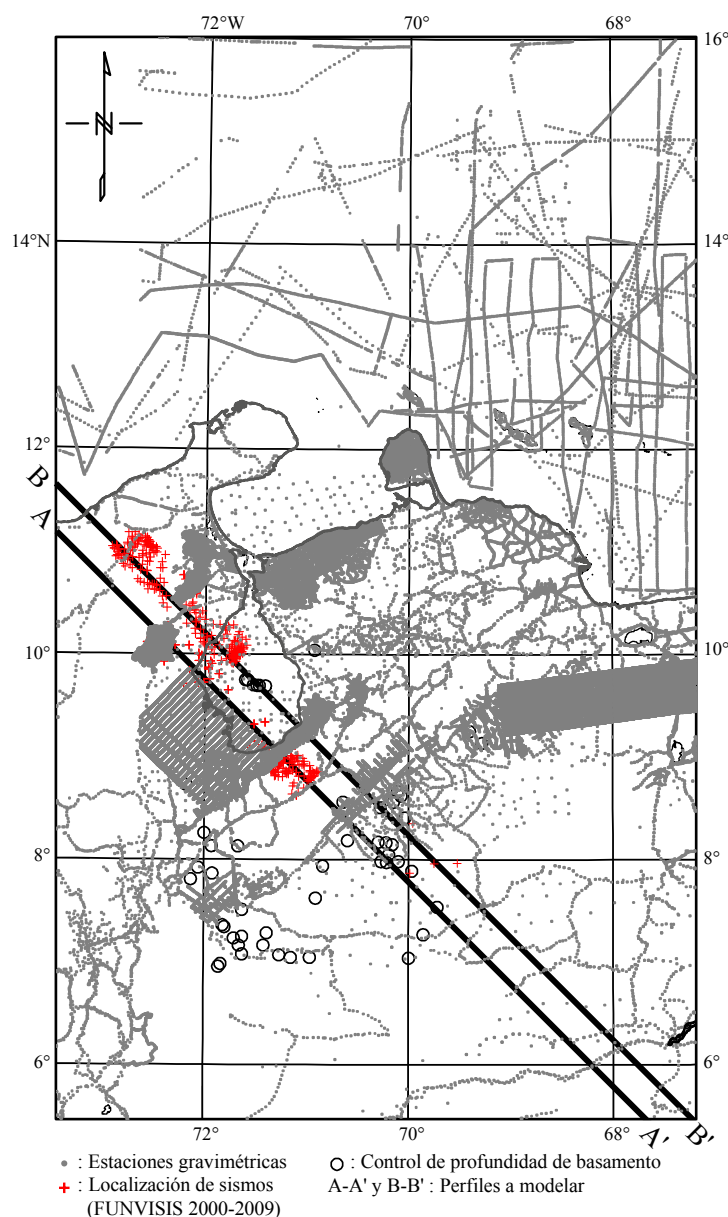 72°W 70° 68°
16°
N
14°N 14°
12° 12°
B
A
10° 10°
8° 8°
6° 6°
72° 70° 68°
A' B'
: Estaciones gravimétricas
: Localización de sismos
(FUNVISIS 2000-2009)
: Control de profundidad de basamento
A-A' y B-B' : Perfiles a modelar